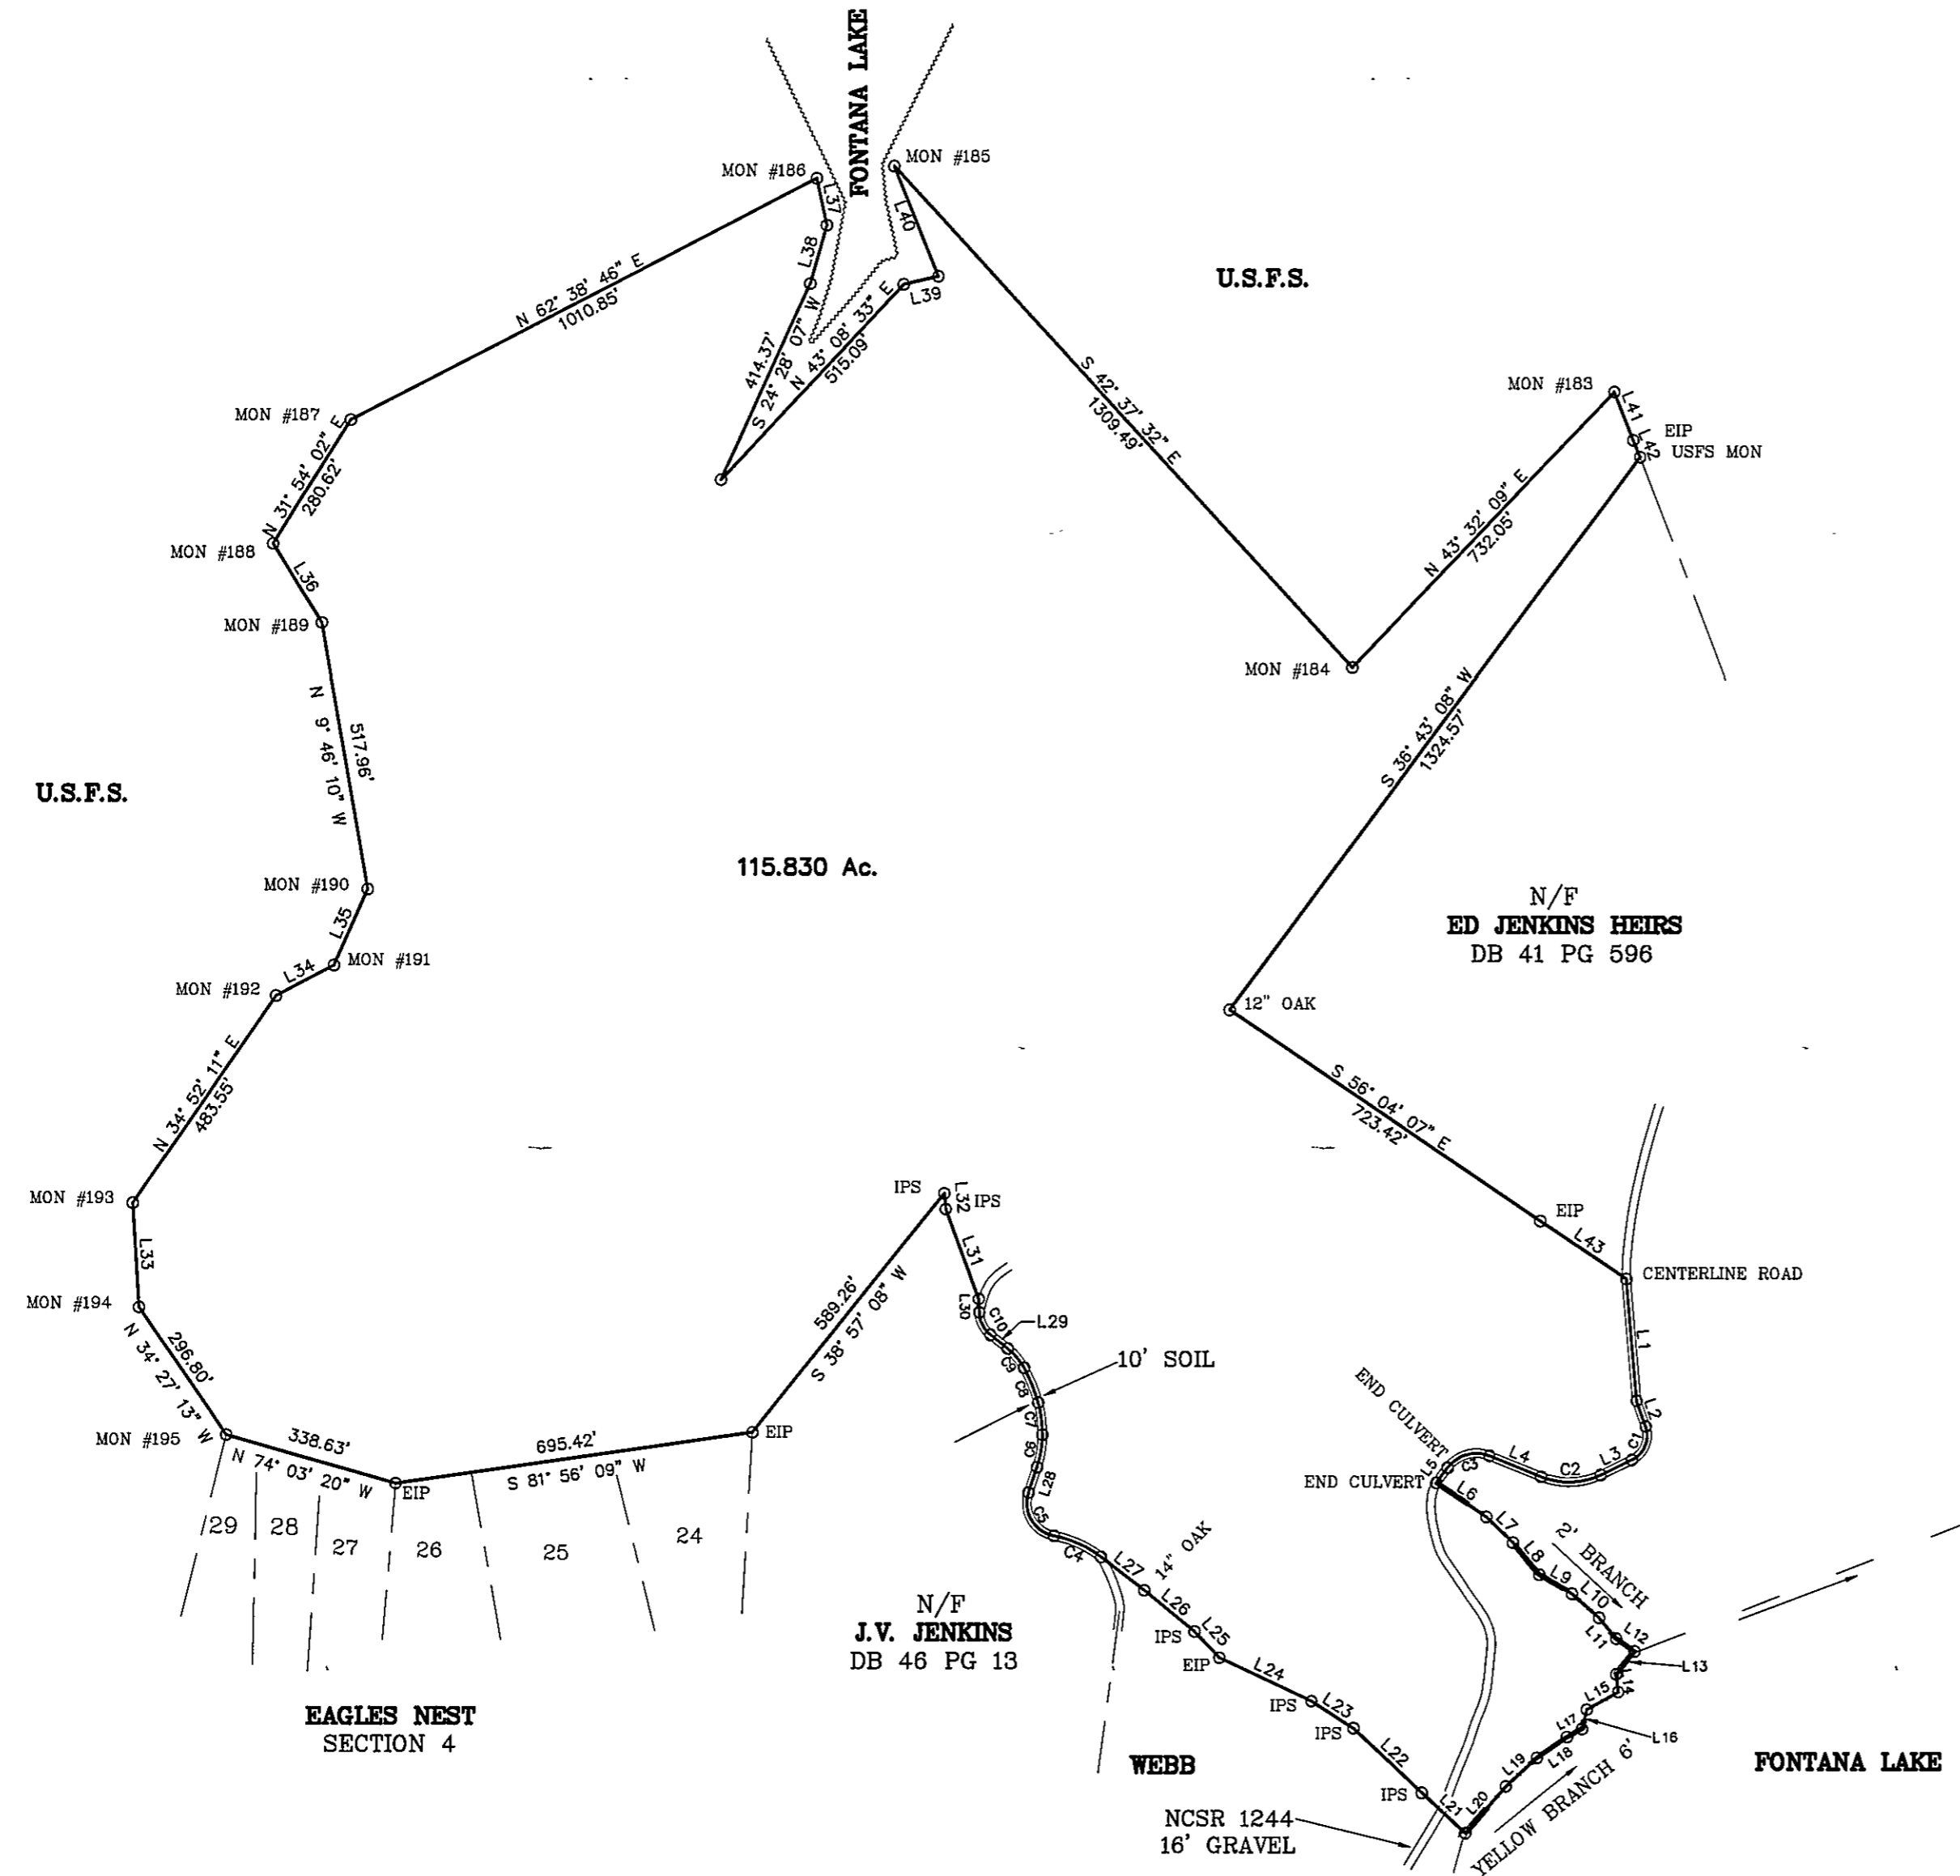 FONTANA LAKE
MON #186
MON #185
L37
L40
L38
L39
U.S.F.S.
N 62° 38' 46" E
1010.85'
414.37'
S 24° 28' 07" W
N 43° 08' 33" E
515.09'
S 42° 37' 32" E
1309.49'
MON #183
L41
EIP
L42
USFS MON
MON #187
N 31° 54' 02" E
280.62'
MON #188
L36
MON #189
N 43° 32' 09" E
732.05'
MON #184
N 9° 46' 10" W
517.96'
S 36° 43' 08" W
1324.57'
U.S.F.S.
115.830 Ac.
MON #190
L35
MON #191
L34
MON #192
N/F
ED JENKINS HEIRS
DB 41 PG 596
12" OAK
N 34° 52' 11" E
483.55'
S 56° 04' 07" E
723.42'
MON #193
IPS
L32
IPS
EIP
L43
L33
L31
CENTERLINE ROAD
MON #194
L30
C10
L29
N 34° 27' 13" W
296.80'
589.26'
S 38° 57' 08" W
C9
C8
10' SOIL
C7
C6
L28
C5
C4
L1
L2
C1
L3
C2
L4
C3
L5
END CULVERT
END CULVERT
MON #195
338.63'
N 74° 03' 20" W
EIP
695.42'
S 81° 56' 09" W
EIP
29
28
27
26
25
24
L6
L7
L8
L9
L10
2' BRANCH
L11
L12
L13
L14
L15
L16
L17
L18
L19
L20
YELLOW BRANCH 6'
L27
14" OAK
L26
IPS
L25
EIP
L24
IPS
L23
IPS
L22
IPS
L21
N/F
J.V. JENKINS
DB 46 PG 13
EAGLES NEST
SECTION 4
WEBB
FONTANA LAKE
NCSR 1244
16' GRAVEL